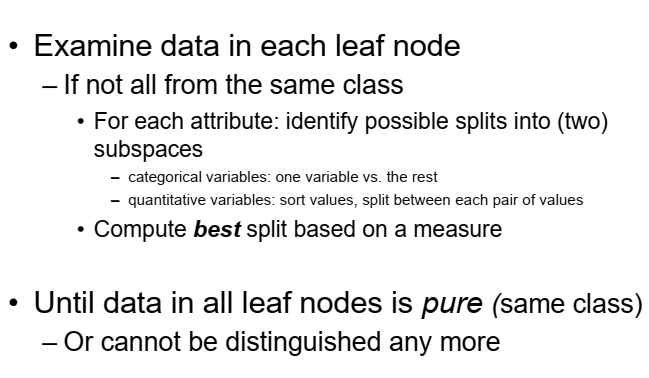 • Examine data in each leaf node
– If not all from the same class
• For each attribute: identify possible splits into (two)
subspaces
– categorical variables: one variable vs. the rest
– quantitative variables: sort values, split between each pair of values
• Compute best split based on a measure
• Until data in all leaf nodes is pure (same class)
– Or cannot be distinguished any more